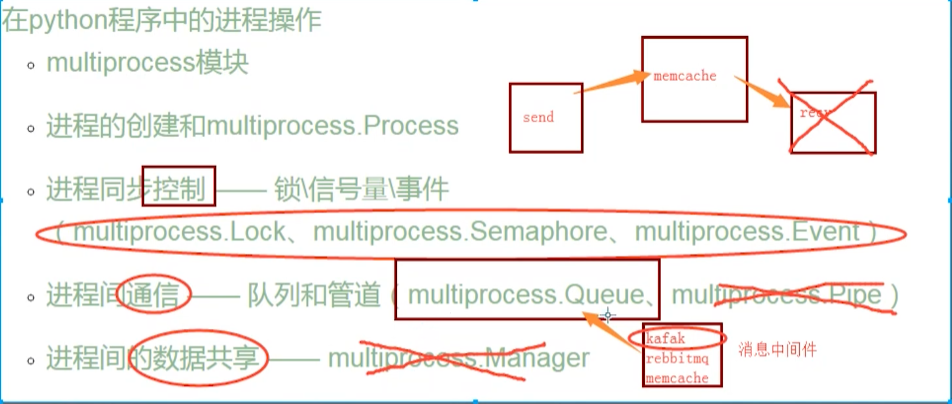 在python程序中的进程操作
multiprocess模块
进程的创建和multiprocess.Process
进程同步控制 —— 锁\信号量\事件
（ multiprocess.Lock、multiprocess.Semaphore、multiprocess.Event ）
进程间通信 —— 队列和管道（ multiprocess.Queue、multiprocess.Pipe ）
进程间的数据共享 —— multiprocess.Manager
send
memcache
recv
kafak
rebbitmq
memcache
消息中间件